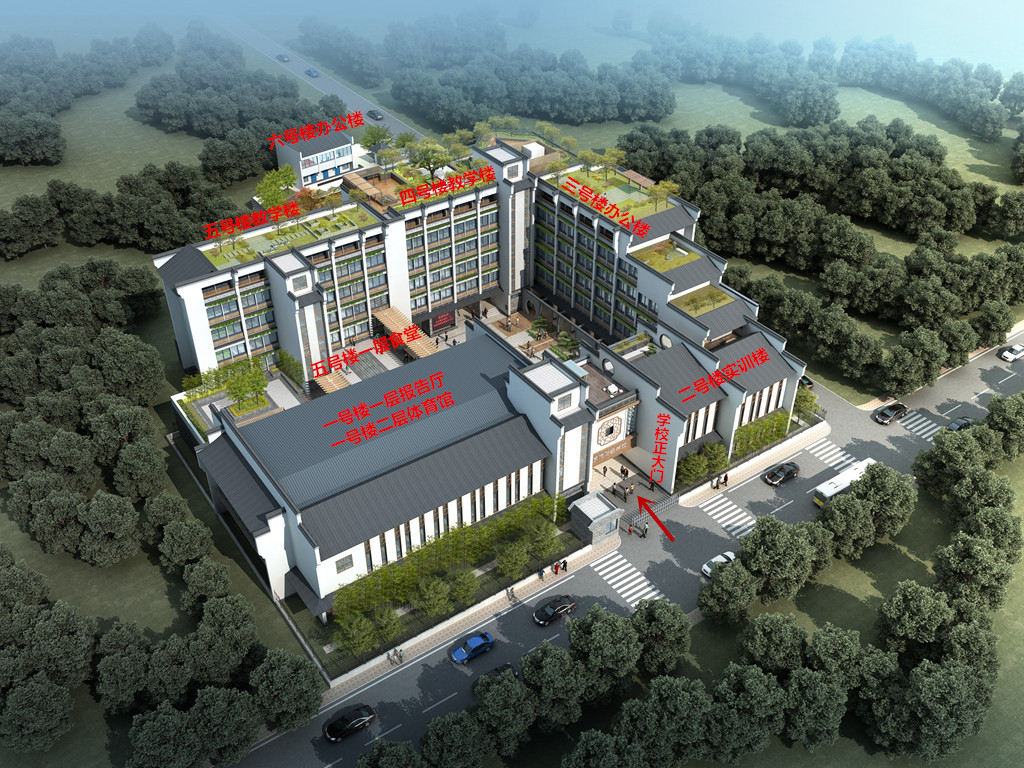 六号楼办公楼
四号楼教学楼
三号楼办公楼
五号楼教学楼
五号楼一层食堂
二号楼实训楼
一号楼一层报告厅
一号楼二层体育馆
学校正大门